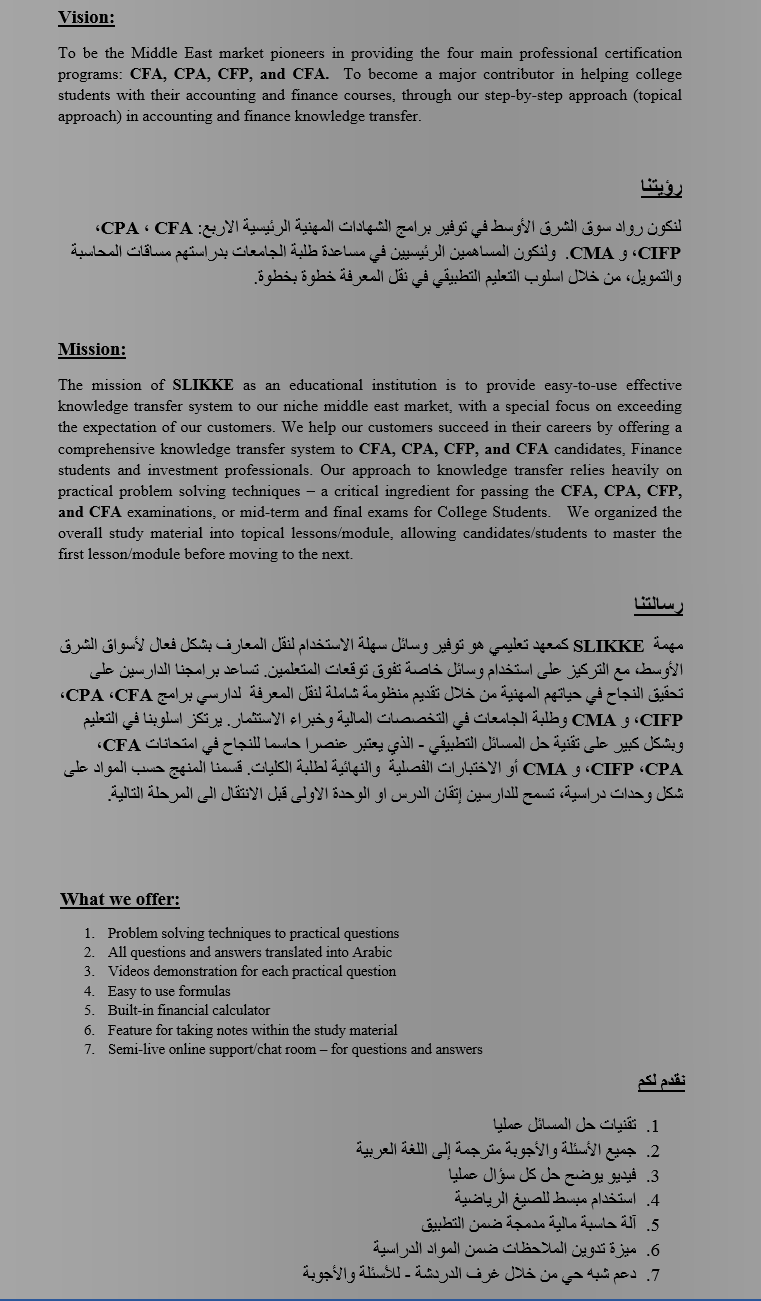 Vision:
To be the Middle East market pioneers in providing the four main professional certification
programs: CFA, CPA, CFP, and CFA. To become a major contributor in helping college
students with their accounting and finance courses, through our step-by-step approach (topical
approach) in accounting and finance knowledge transfer.
رؤيتنا
لنكون رواد سوق الشرق الأوسط في توفير برامج الشهادات المهنية الرئيسية الاربع: CPA ، CFA،
CIFP، و CMA. ولنكون المساهمين الرئيسيين في مساعدة طلبة الجامعات بدراستهم مساقات المحاسبة
والتمويل، من خلال اسلوب التعليم التطبيقي في نقل المعرفة خطوة بخطوة.
Mission:
The mission of SLIKKE as an educational institution is to provide easy-to-use effective
knowledge transfer system to our niche middle east market, with a special focus on exceeding
the expectation of our customers. We help our customers succeed in their careers by offering a
comprehensive knowledge transfer system to CFA, CPA, CFP, and CFA candidates, Finance
students and investment professionals. Our approach to knowledge transfer relies heavily on
practical problem solving techniques – a critical ingredient for passing the CFA, CPA, CFP,
and CFA examinations, or mid-term and final exams for College Students. We organized the
overall study material into topical lessons/module, allowing candidates/students to master the
first lesson/module before moving to the next.
رسالتنا
مهمة SLIKKE كمعهد تعليمي هو توفير وسائل سهلة الاستخدام لنقل المعارف بشكل فعال لأسواق الشرق
الأوسط، مع التركيز على استخدام وسائل خاصة تفوق توقعات المتعلمين. تساعد برامجنا الدارسين على
تحقيق النجاح في حياتهم المهنية من خلال تقديم منظومة شاملة لنقل المعرفة لدارسي برامج CFA، CPA،
CIFP، و CMA وطلبة الجامعات في التخصصات المالية وخبراء الاستثمار. يرتكز اسلوبنا في التعليم
وبشكل كبير على تقنية حل المسائل التطبيقي - الذي يعتبر عنصرا حاسما للنجاح في امتحانات CFA،
CPA، CIFP، و CMA أو الاختبارات الفصلية والنهائية لطلبة الكليات. قسمنا المنهج حسب المواد على
شكل وحدات دراسية، تسمح للدارسين إتقان الدرس او الوحدة الاولى قبل الانتقال الى المرحلة التالية.
What we offer:
1. Problem solving techniques to practical questions
2. All questions and answers translated into Arabic
3. Videos demonstration for each practical question
4. Easy to use formulas
5. Built-in financial calculator
6. Feature for taking notes within the study material
7. Semi-live online support/chat room – for questions and answers
نقدم لكم
1. تقنيات حل المسائل عمليا
2. جميع الأسئلة والأجوبة مترجمة إلى اللغة العربية
3. فيديو يوضح حل كل سؤال عمليا
4. استخدام مبسط للصيغ الرياضية
5. آلة حاسبة مالية مدمجة ضمن التطبيق
6. ميزة تدوين الملاحظات ضمن المواد الدراسية
7. دعم شبه حي من خلال غرف الدردشة - للأسئلة والأجوبة